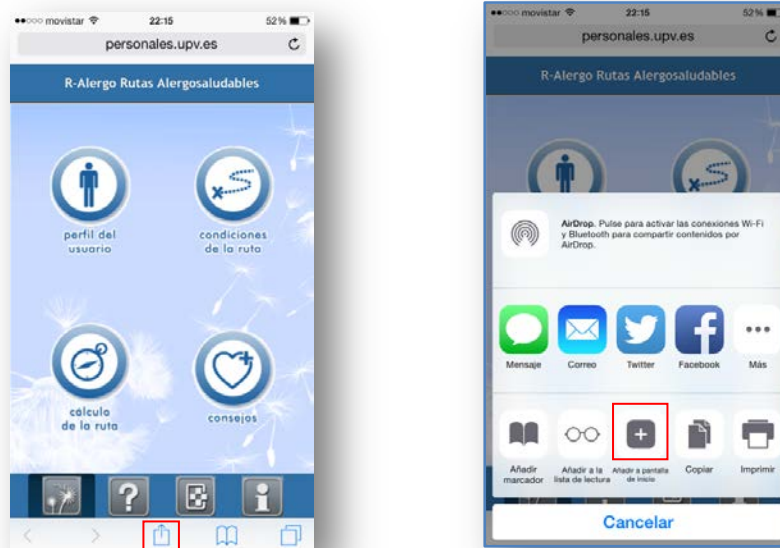 movistar 22:15 52%
personales.upv.es
R-Alergo Rutas Alergosaludables
perfil del
usuario
condiciones
de la ruta
cálculo
de la ruta
consejos
?
i
movistar 22:15 52%
personales.upv.es
R-Alergo Rutas Alergosaludables
AirDrop. Pulse para activar las conexiones Wi-Fi
y Bluetooth para compartir contenidos por
AirDrop.
Mensaje
Correo
Twitter
Facebook
Más
Añadir
marcador
Añadir a la
lista de lectura
Añadir a pantalla
de inicio
Copiar
Imprimir
Cancelar